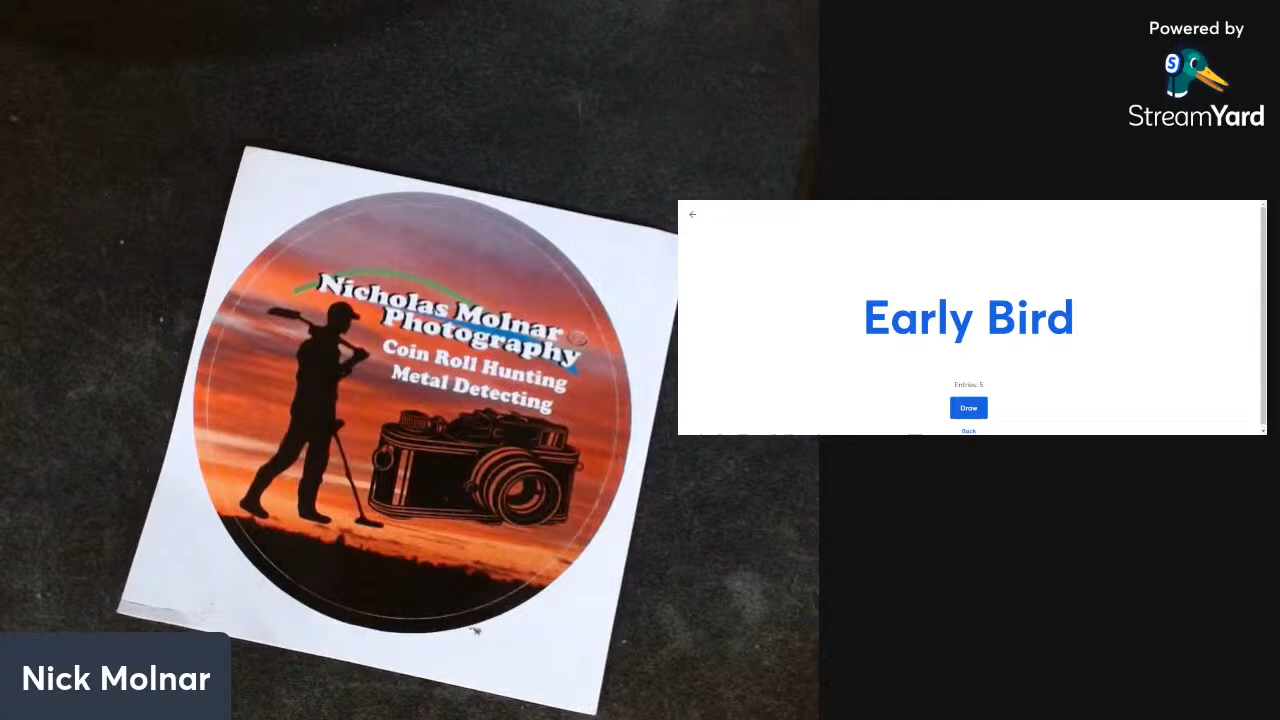 Powered by
S
StreamYard
Nicholas Molnar
Photography
Coin Roll Hunting
Metal Detecting
←
Early Bird
Entries: 5
Draw
Back
Nick Molnar